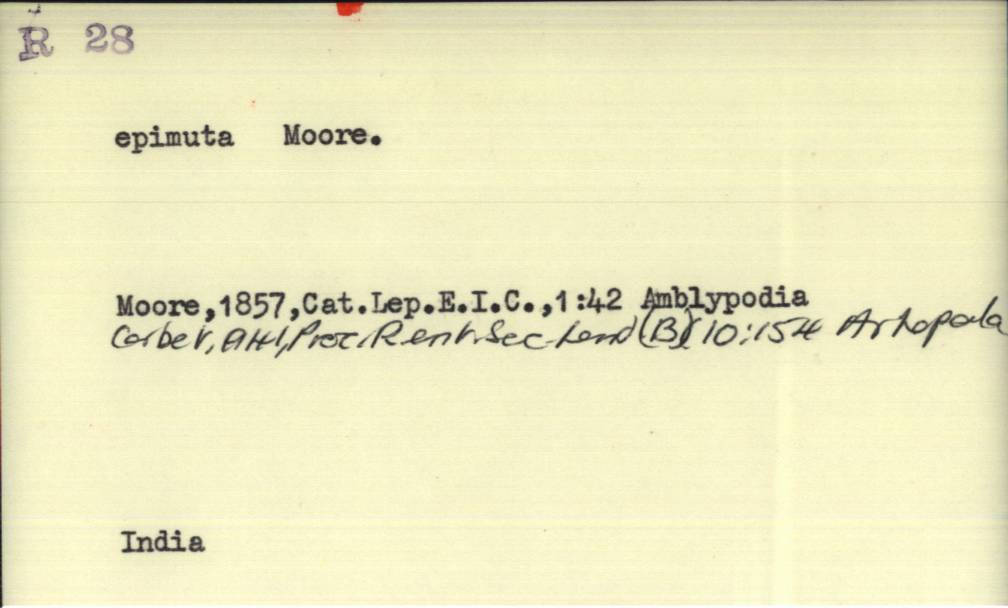 R 28
epimuta Moore.
Moore,1857,Cat.Lep.E.I.C.,1:42 Amblypodia
Corbet, 1941, Proc. R. ent. Soc. Lond (B) 10:154 Arhopala
India